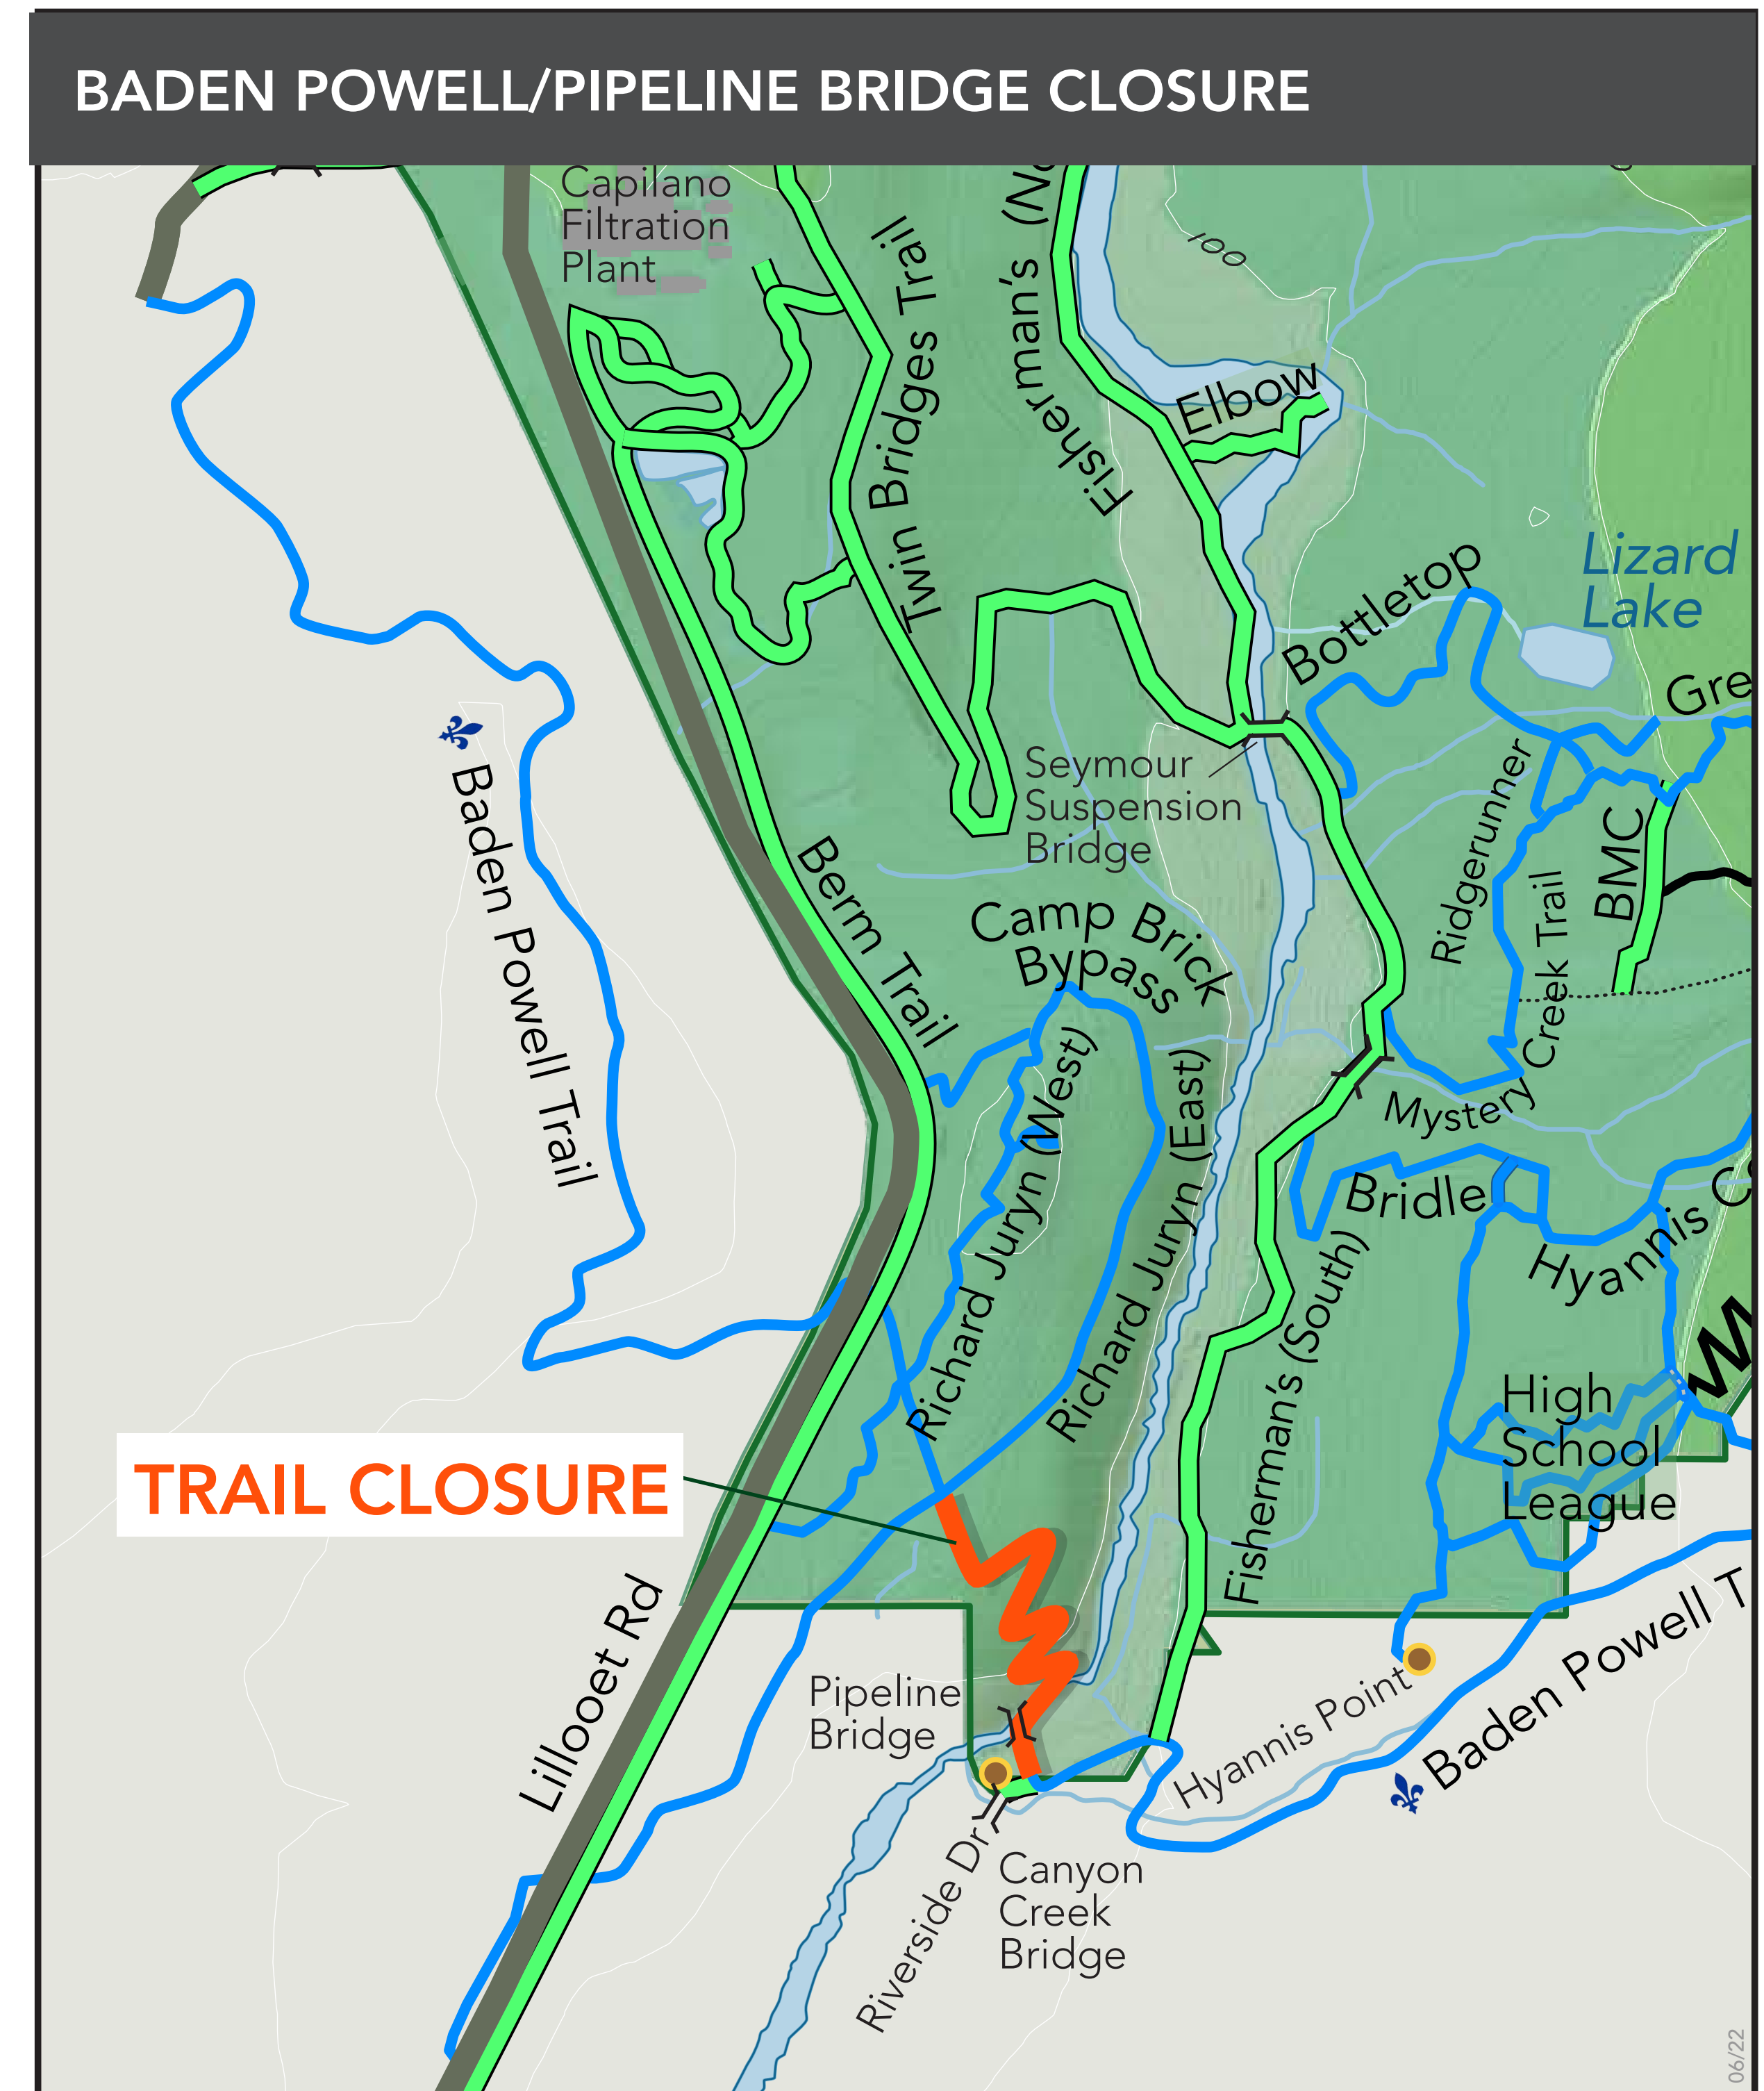 BADEN POWELL/PIPELINE BRIDGE CLOSURE
Capilano
Filtration
Plant
Twin Bridges Trail
Fisherman's (No
100
Elbow
Lizard
Lake
Bottletop
Gre
Seymour
Suspension
Bridge
Ridgerunner
BMC
Baden Powell Trail
Berm Trail
Camp Brick
Bypass
Richard Juryn (West)
Richard Juryn (East)
Mystery Creek Trail
Bridle
Hyannis
Fisherman's (South)
High
School
League
TRAIL CLOSURE
Lillooet Rd
Pipeline
Bridge
Hyannis Point
Baden Powell T
Riverside Dr
Canyon
Creek
Bridge
06/22